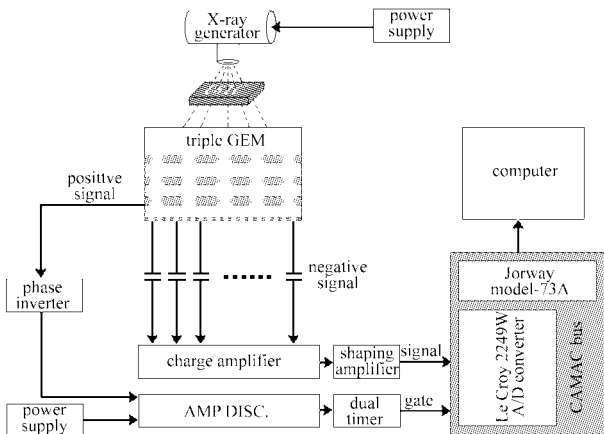 X-ray
generator
power
supply
triple GEM
positive
signal
computer
negative
signal
phase
inverter
Jorway
model-73A
Le Croy 2249W
A/D converter
CAMAC bus
charge amplifier
shaping
amplifier
signal
power
supply
AMP DISC.
dual
timer
gate